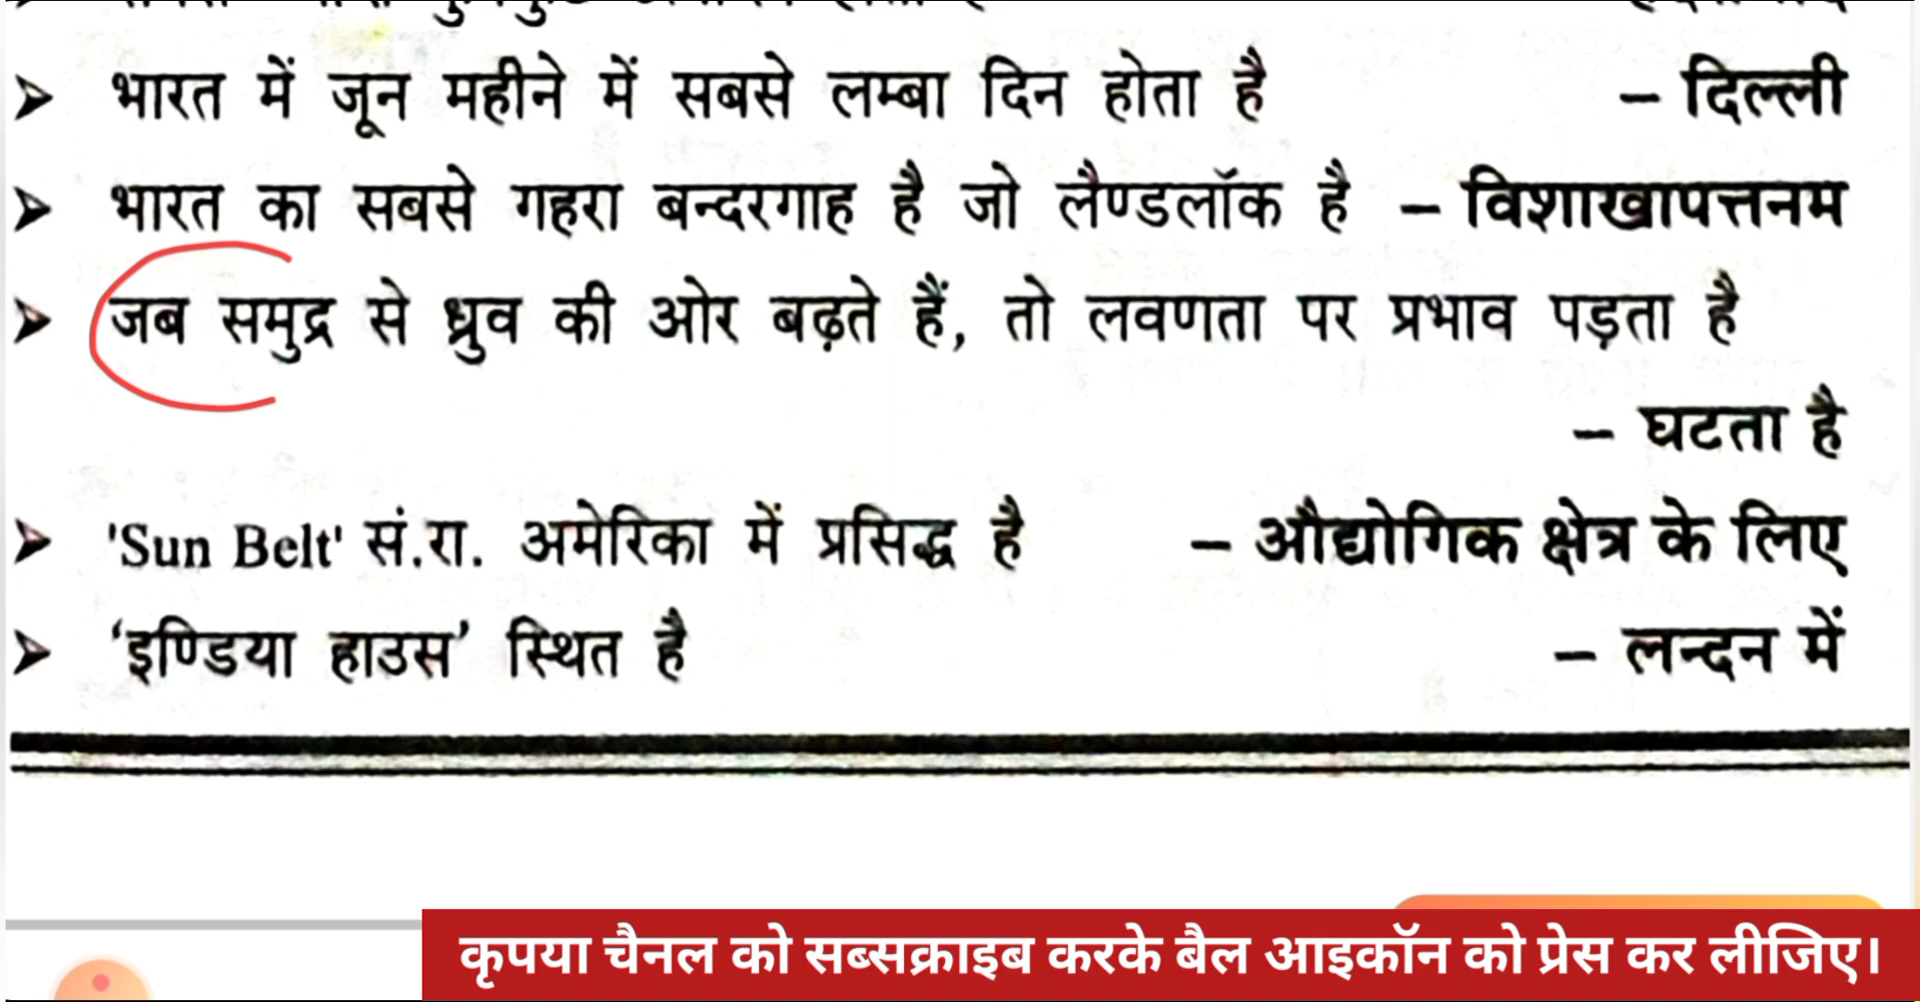 ➤ भारत में जून महीने में सबसे लम्बा दिन होता है – दिल्ली
➤ भारत का सबसे गहरा बन्दरगाह है जो लैण्डलॉक है – विशाखापत्तनम
➤ जब समुद्र से ध्रुव की ओर बढ़ते हैं, तो लवणता पर प्रभाव पड़ता है
– घटता है
➤ 'Sun Belt' सं.रा. अमेरिका में प्रसिद्ध है – औद्योगिक क्षेत्र के लिए
➤ ‘इण्डिया हाउस’ स्थित है – लन्दन में
कृपया चैनल को सब्सक्राइब करके बैल आइकॉन को प्रेस कर लीजिए।